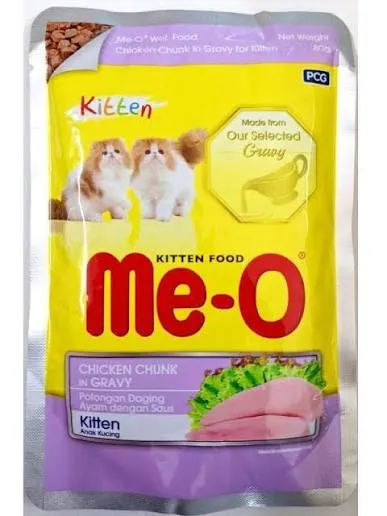 Me-O® Wet Food
Chicken Chunk in Gravy for Kitten
Net Weight
80g
PCG
Kitten
Made from
Our Selected
Gravy
KITTEN FOOD
Me-O®
CHICKEN CHUNK
IN GRAVY
Potongan Daging
Ayam dengan Saus
Kitten
Anak Kucing